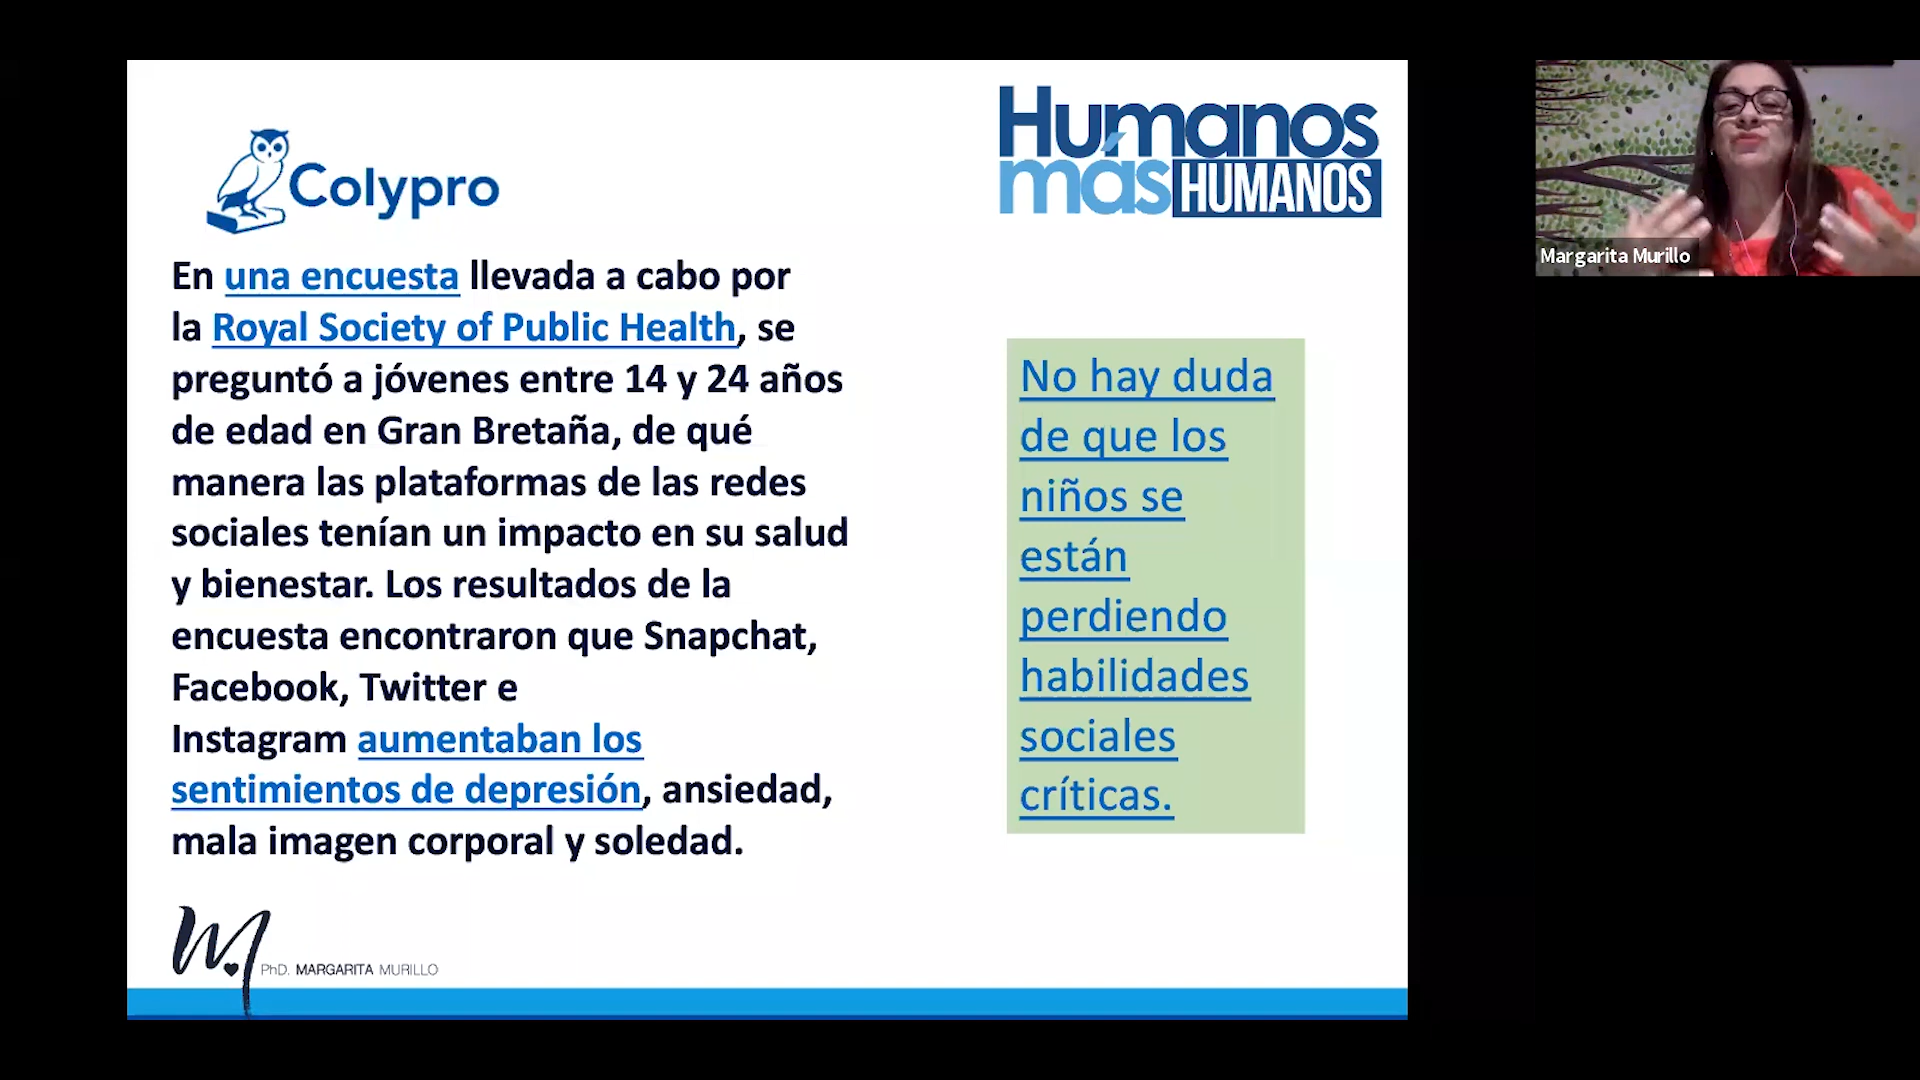 Colypro
Humanos
más HUMANOS
En una encuesta llevada a cabo por
la Royal Society of Public Health, se
preguntó a jóvenes entre 14 y 24 años
de edad en Gran Bretaña, de qué
manera las plataformas de las redes
sociales tenían un impacto en su salud
y bienestar. Los resultados de la
encuesta encontraron que Snapchat,
Facebook, Twitter e
Instagram aumentaban los
sentimientos de depresión, ansiedad,
mala imagen corporal y soledad.
No hay duda
de que los
niños se
están
perdiendo
habilidades
sociales
críticas.
M
PhD. MARGARITA MURILLO
Margarita Murillo